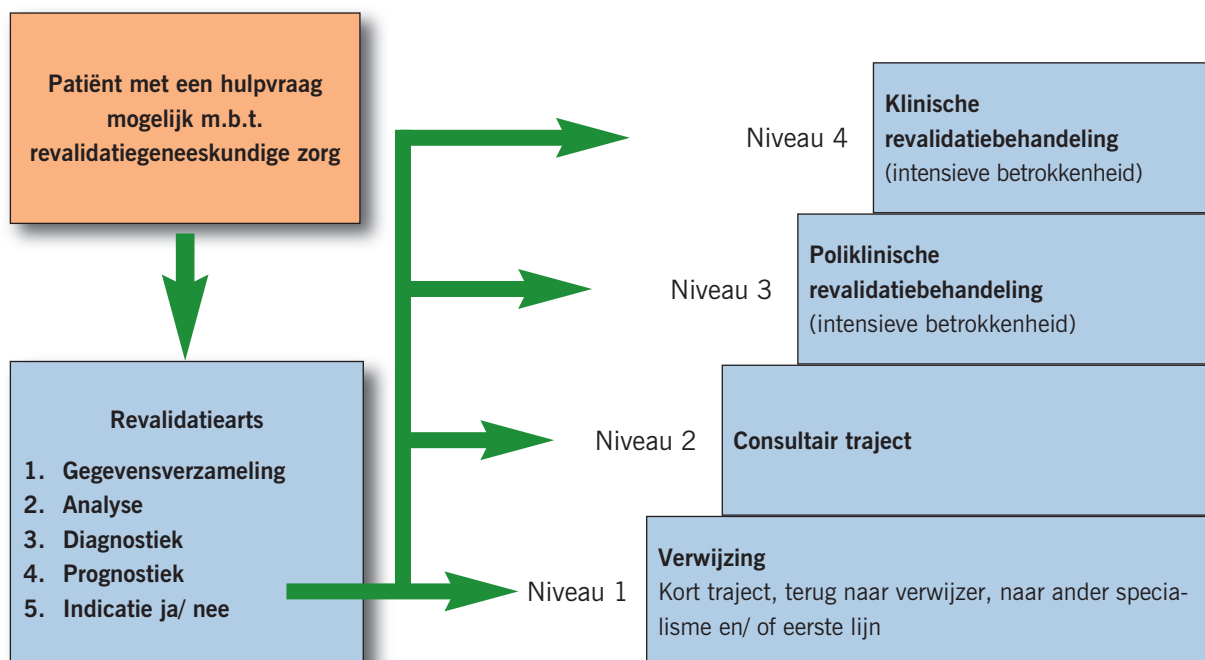 Patiënt met een hulpvraag
mogelijk m.b.t.
revalidatiegeneeskundige zorg
Revalidatiearts
1. Gegevensverzameling
2. Analyse
3. Diagnostiek
4. Prognostiek
5. Indicatie ja/ nee
Niveau 4
Klinische
revalidatiebehandeling
(intensieve betrokkenheid)
Niveau 3
Poliklinische
revalidatiebehandeling
(intensieve betrokkenheid)
Niveau 2
Consultair traject
Niveau 1
Verwijzing
Kort traject, terug naar verwijzer, naar ander specia-
lisme en/ of eerste lijn